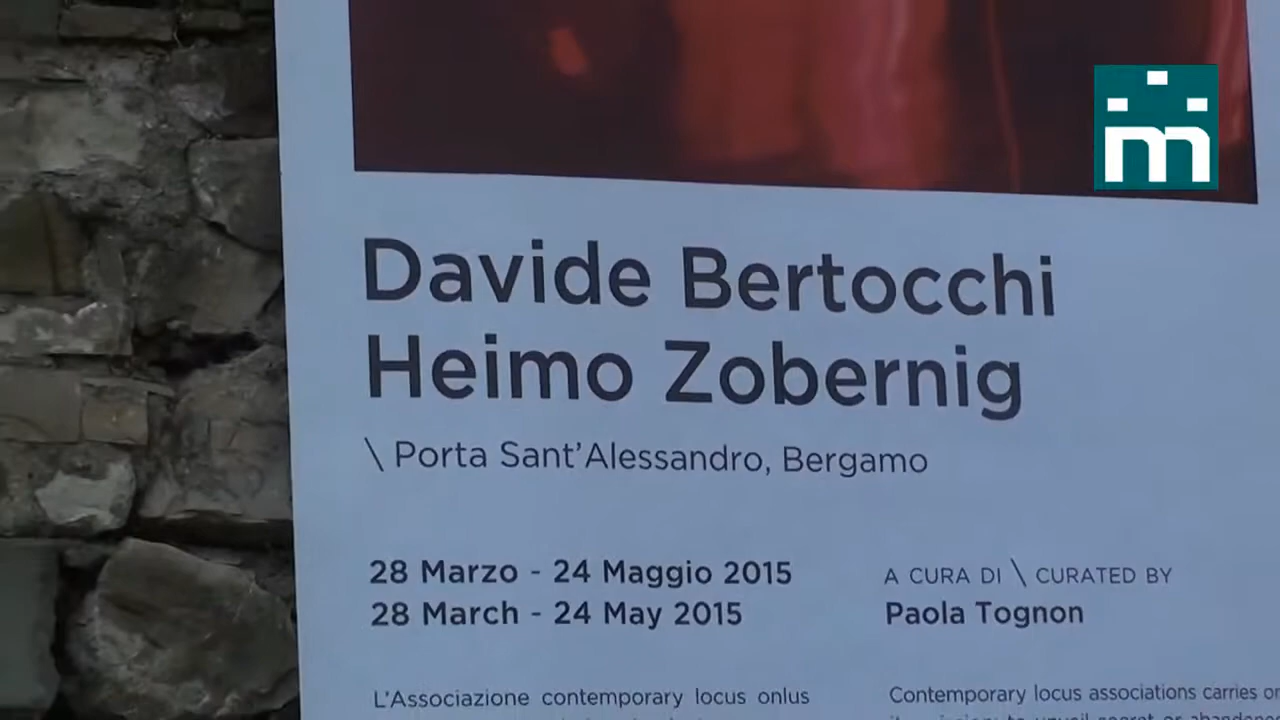 m
Davide Bertocchi
Heimo Zobernig
\ Porta Sant'Alessandro, Bergamo
28 Marzo - 24 Maggio 2015
28 March - 24 May 2015
A CURA DI \ CURATED BY
Paola Tognon
L'Associazione contemporary locus onlus
Contemporary locus associations carries